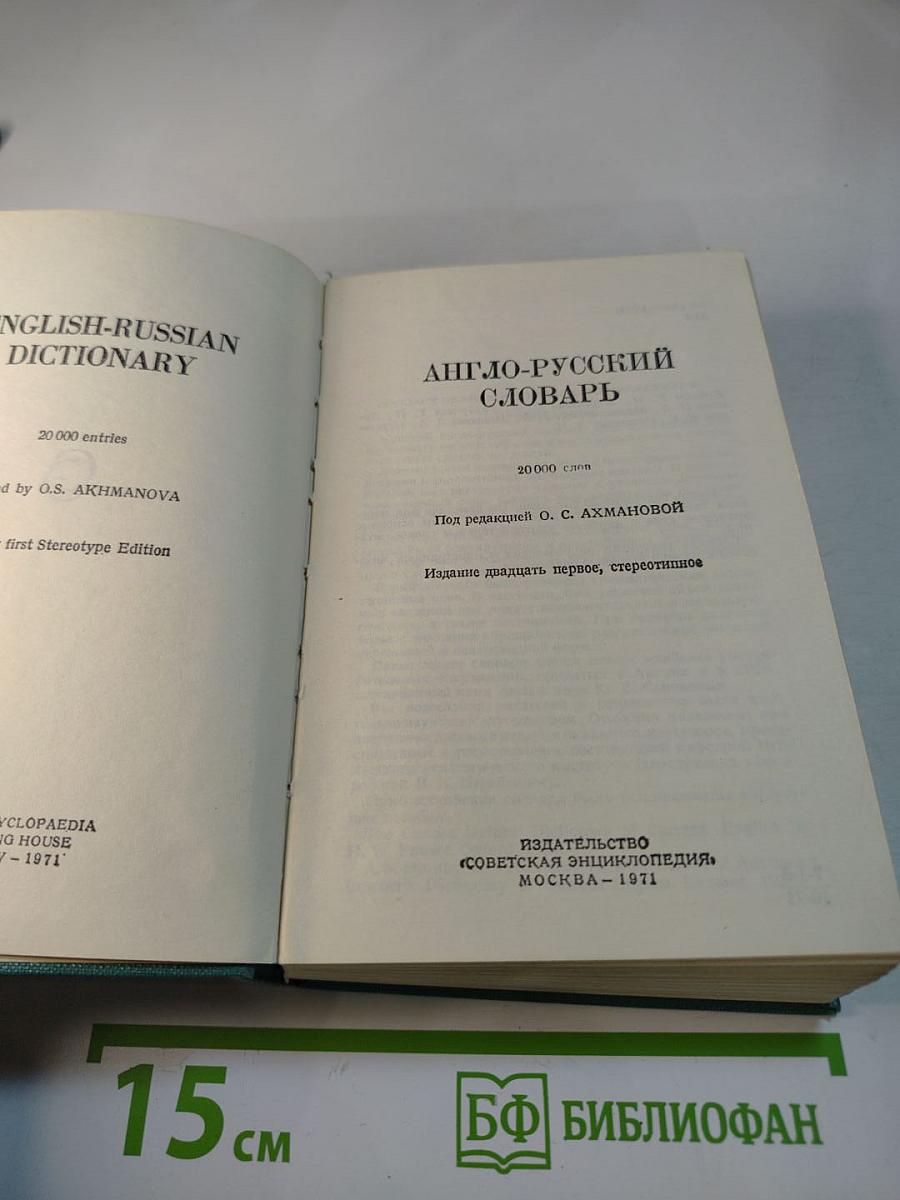 NGLISH-RUSSIAN
DICTIONARY
20 000 entries
d by O.S. AKHMANOVA
first Stereotype Edition
YCLOPAEDIA
NG HOUSE
– 1971
АНГЛО-РУССКИЙ
СЛОВАРЬ
20 000 слов
Под редакцией О. С. АХМАНОВОЙ
Издание двадцать первое, стереотипное
ИЗДАТЕЛЬСТВО
«СОВЕТСКАЯ ЭНЦИКЛОПЕДИЯ»
МОСКВА – 1971
15 см
БФ БИБЛИОФАН